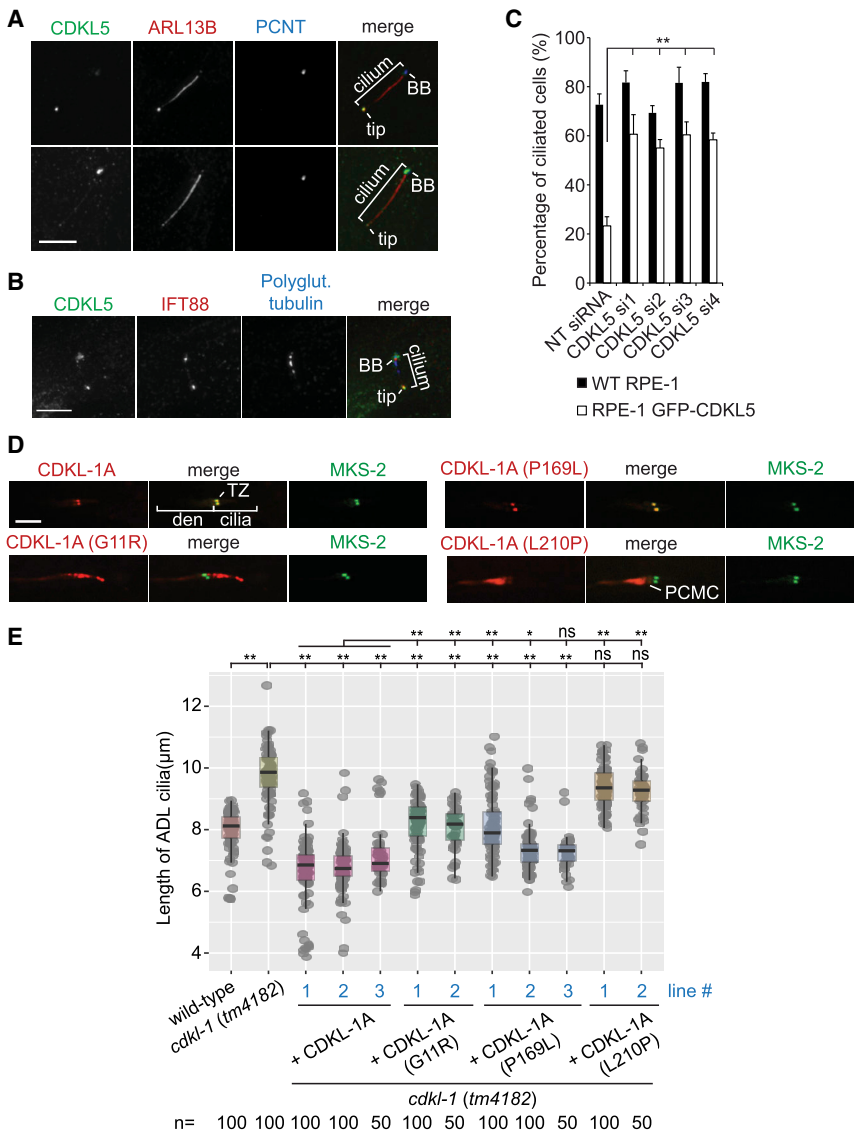 A
CDKL5 ARL13B PCNT merge
cilium
BB
tip
cilium
BB
tip
B
CDKL5 IFT88 Polyglut. tubulin merge
BB
cilium
tip
C
Percentage of ciliated cells (%)
100
80
60
40
20
0
**
NT siRNA
CDKL5 si1
CDKL5 si2
CDKL5 si3
CDKL5 si4
WT RPE-1
RPE-1 GFP-CDKL5
D
CDKL-1A merge MKS-2
TZ
den cilia
CDKL-1A (G11R) merge MKS-2
CDKL-1A (P169L) merge MKS-2
CDKL-1A (L210P) merge MKS-2
PCMC
E
** ** ** * ns ** **
** ** ** ** ** ** ** ** ** ns ns
Length of ADL cilia(μm)
12
10
8
6
4
wild-type
cdkl-1 (tm4182)
1 2 3 1 2 1 2 3 1 2 line #
+ CDKL-1A
+ CDKL-1A (G11R)
+ CDKL-1A (P169L)
+ CDKL-1A (L210P)
cdkl-1 (tm4182)
n= 100 100 100 100 50 100 50 100 100 50 100 50